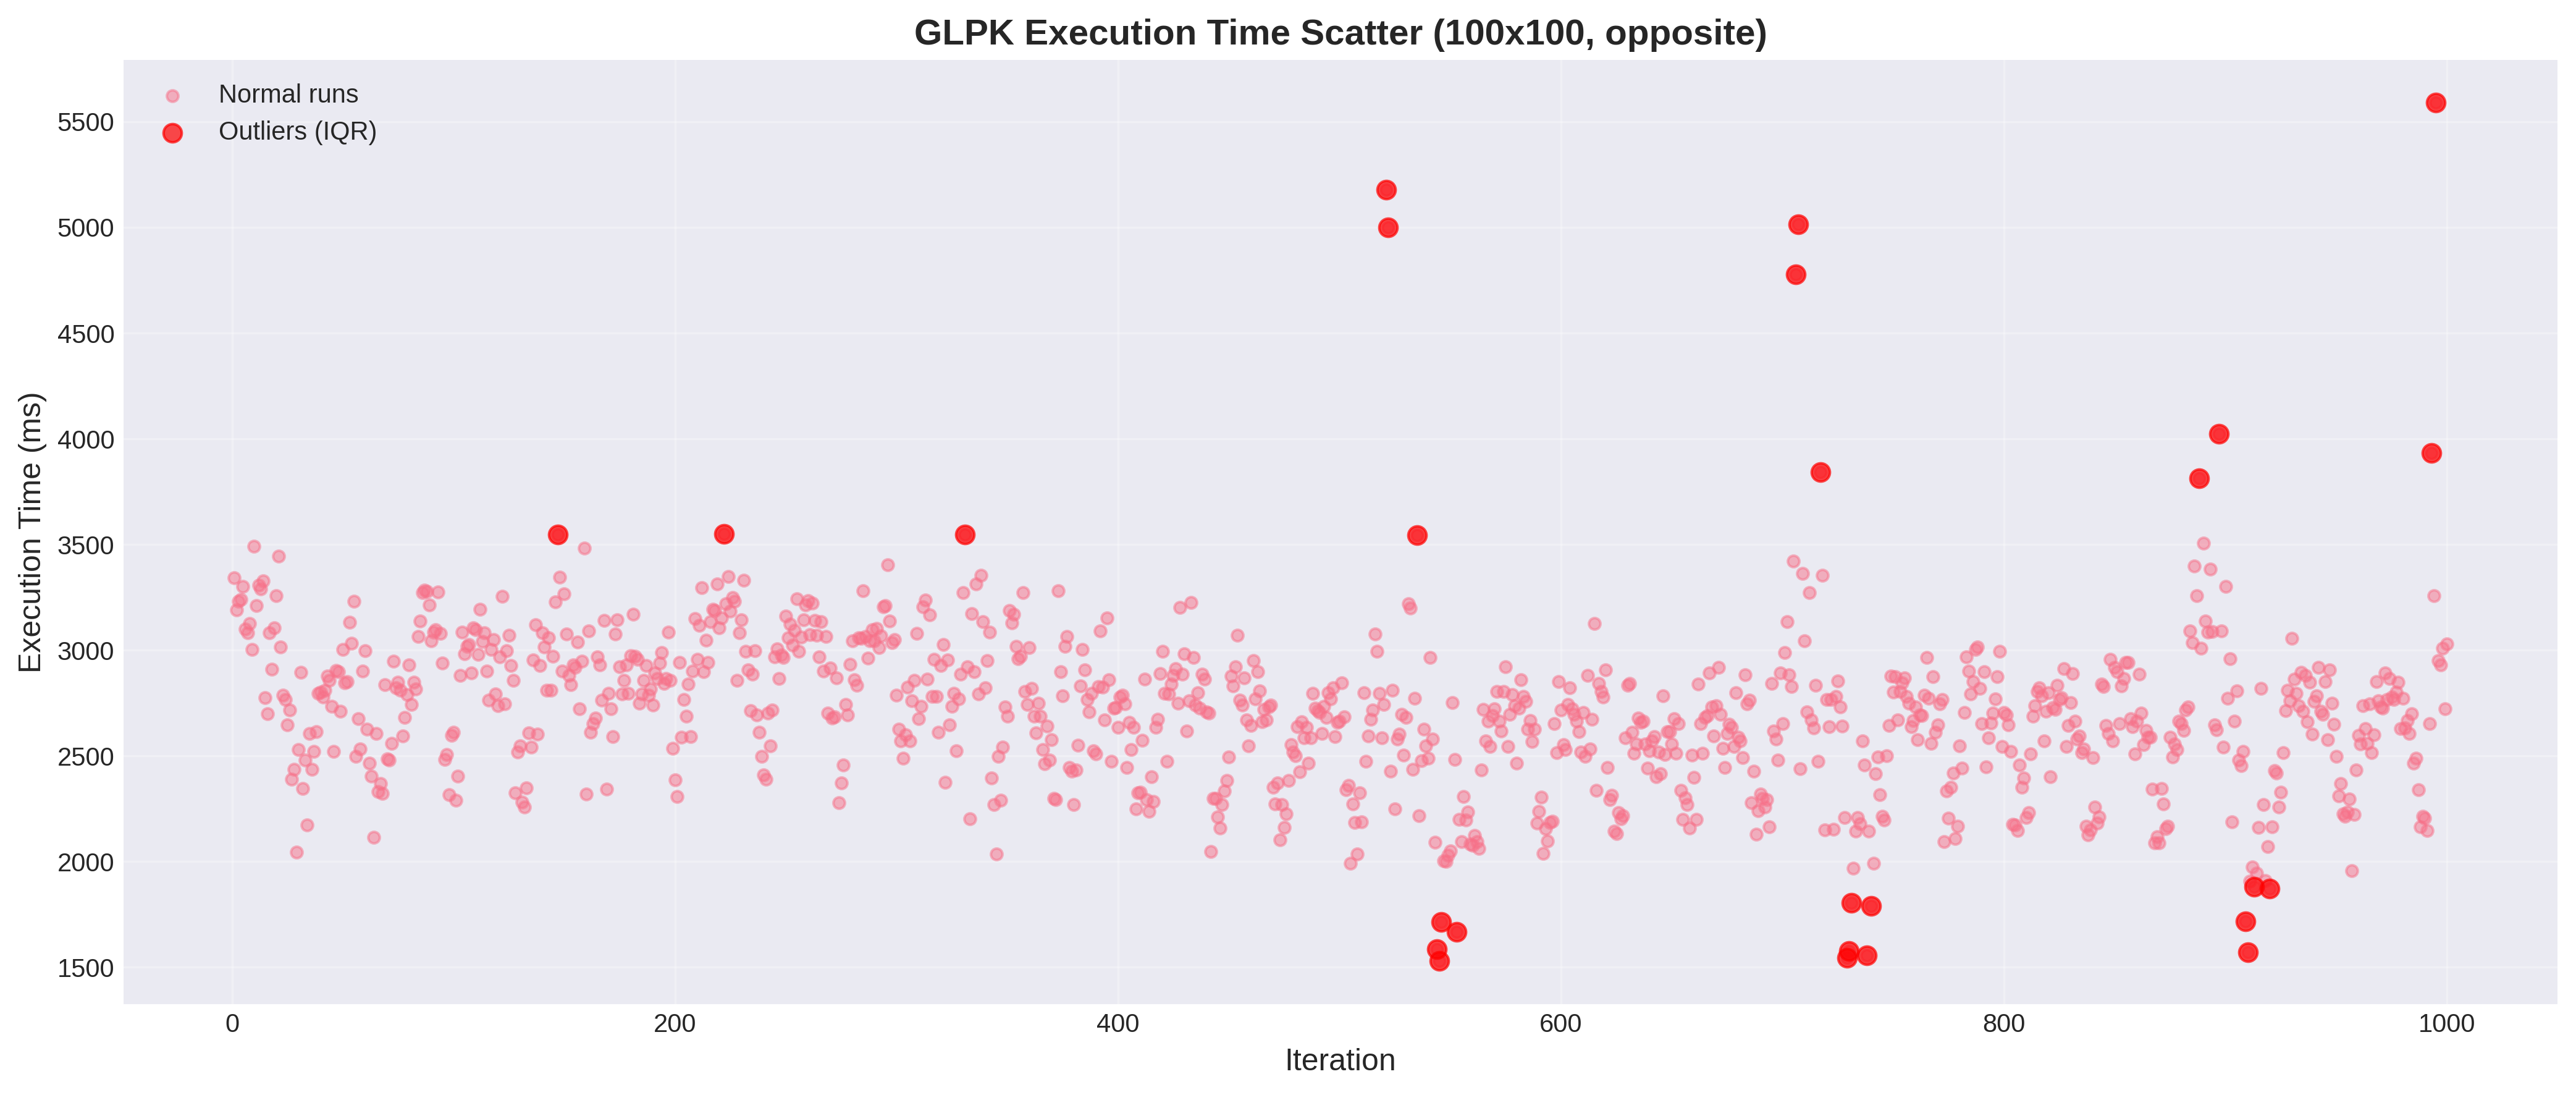 GLPK Execution Time Scatter (100x100, opposite)
Normal runs
Outliers (IQR)
Execution Time (ms)
5500
5000
4500
4000
3500
3000
2500
2000
1500
0 200 400 600 800 1000
Iteration